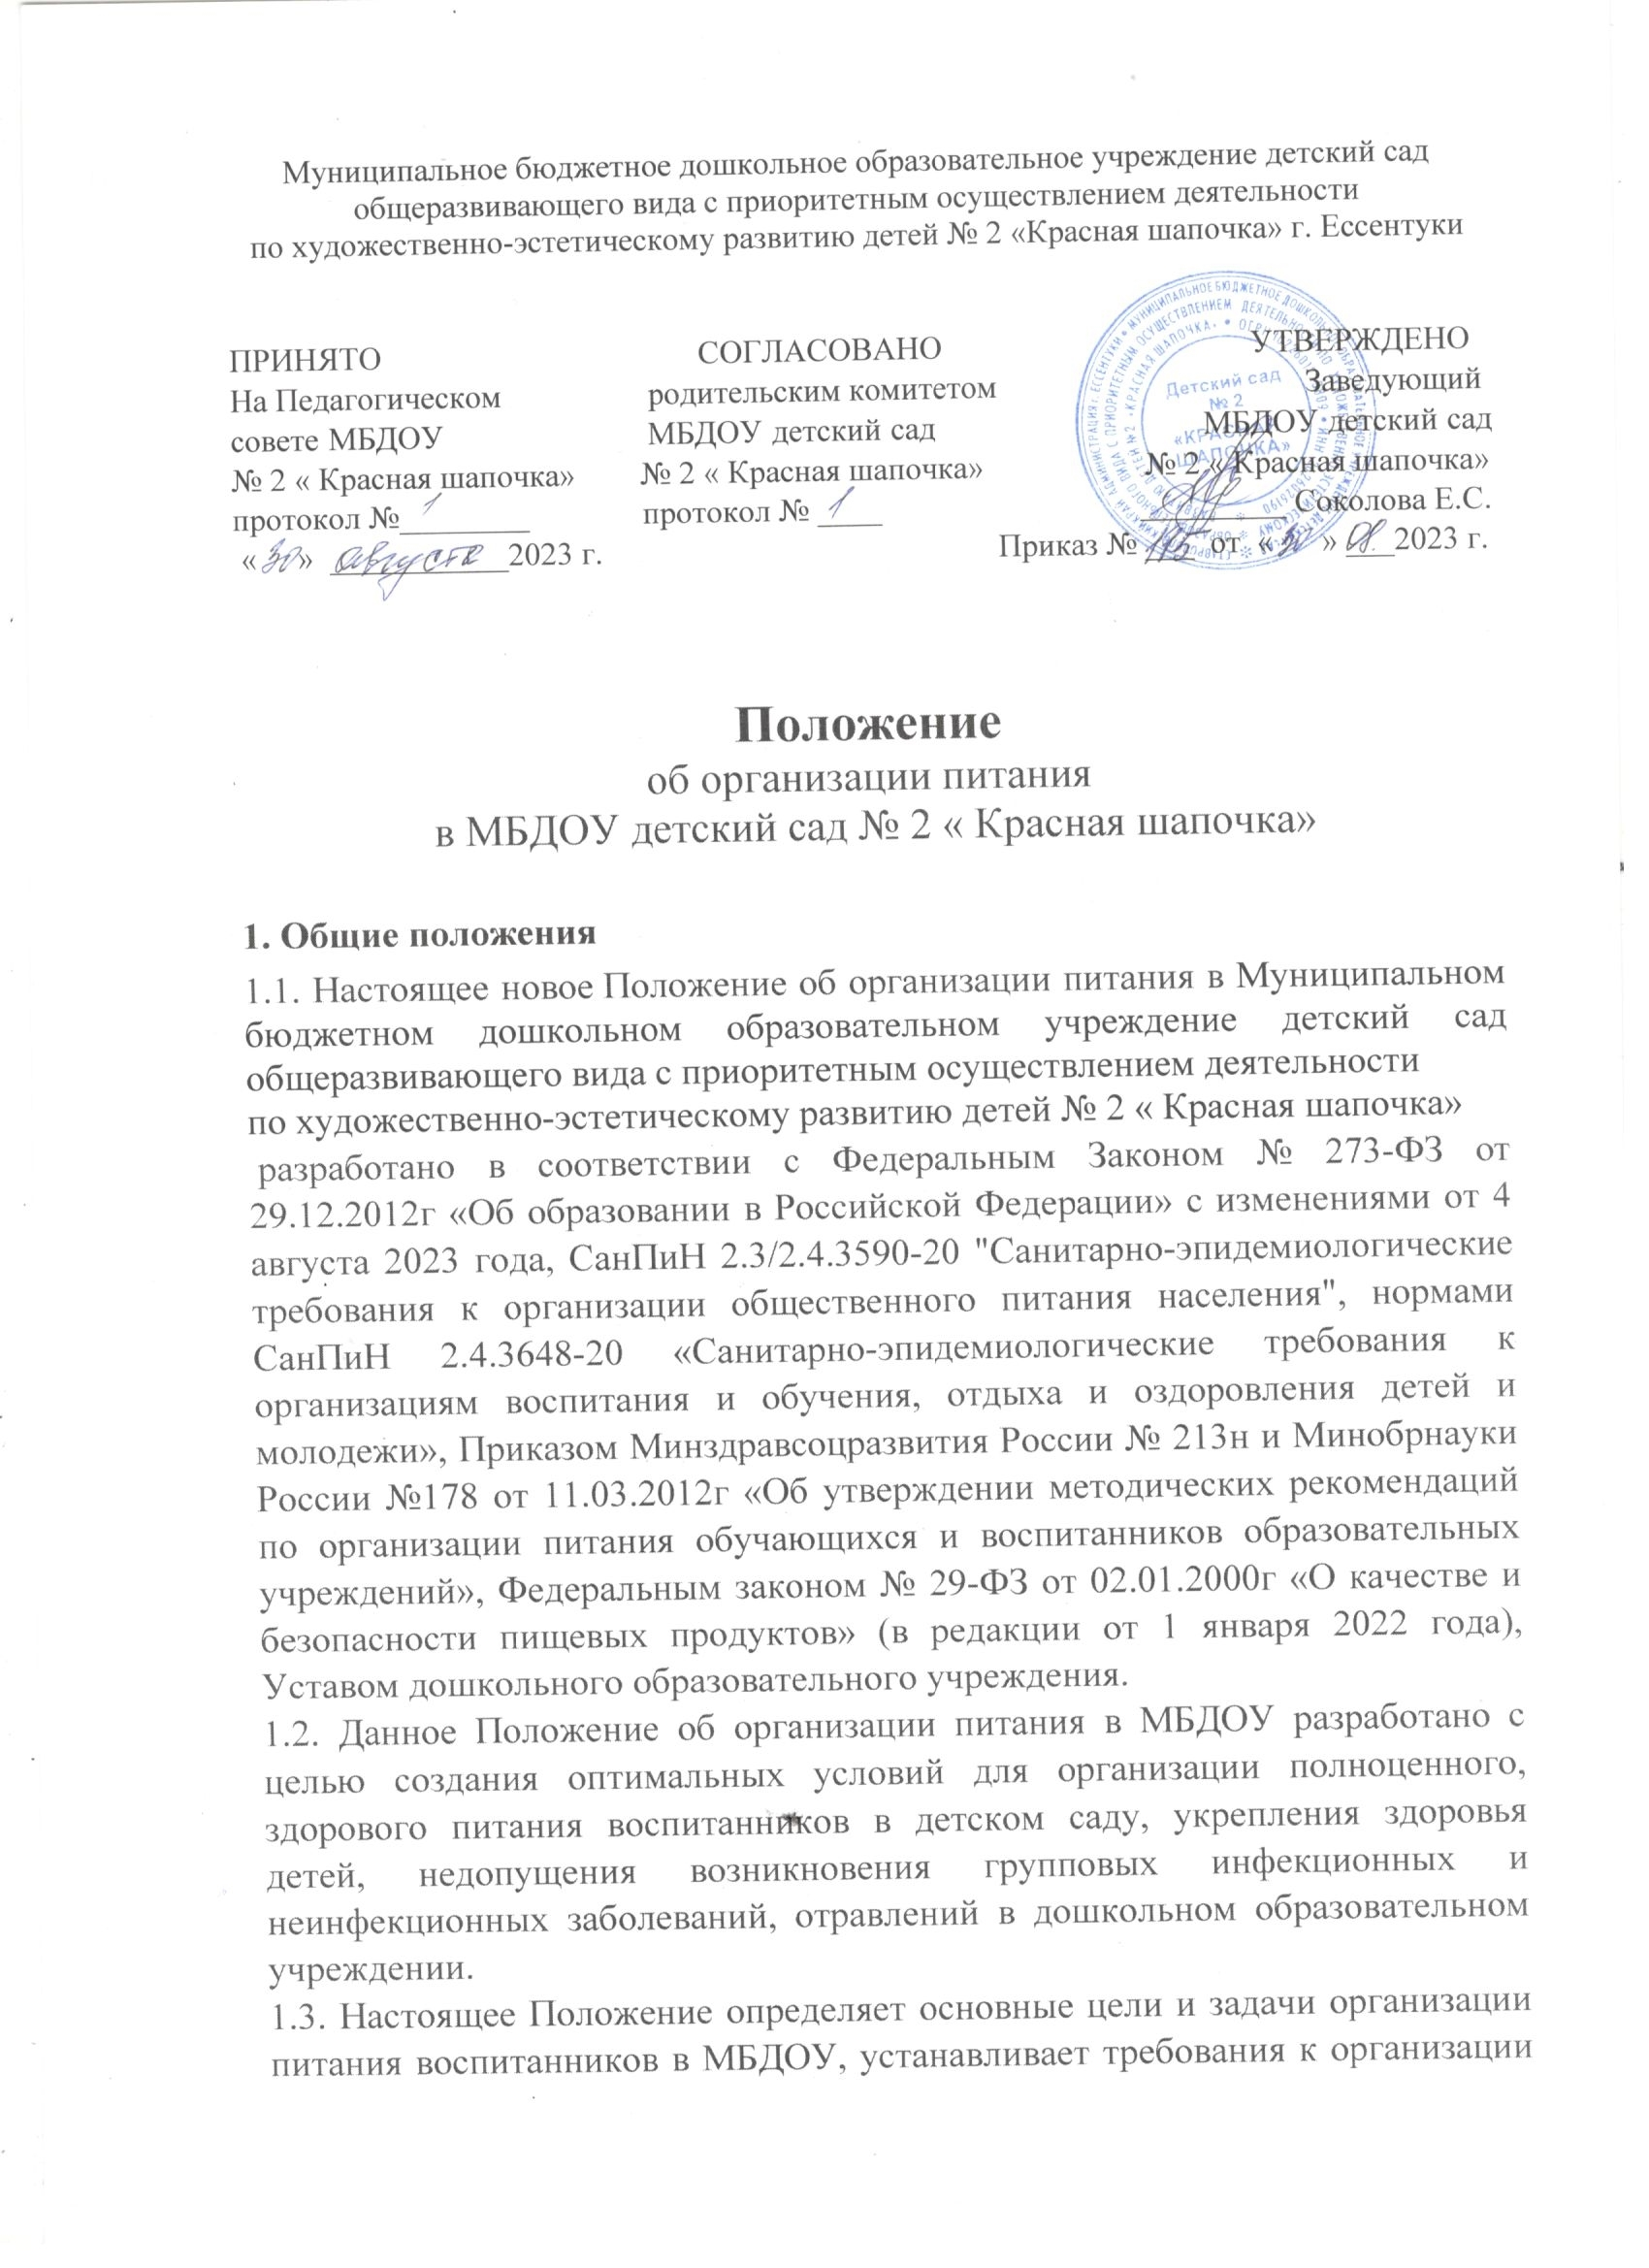 Муниципальное бюджетное дошкольное образовательное учреждение детский сад
общеразвивающего вида с приоритетным осуществлением деятельности
по художественно-эстетическому развитию детей № 2 «Красная шапочка» г. Ессентуки
ПРИНЯТО
На Педагогическом
совете МБДОУ
№ 2 « Красная шапочка»
протокол № 1
«30» августа 2023 г.
СОГЛАСОВАНО
родительским комитетом
МБДОУ детский сад
№ 2 « Красная шапочка»
протокол № 1
УТВЕРЖДЕНО
Заведующий
МБДОУ детский сад
№ 2 « Красная шапочка»
Соколова Е.С.
Приказ № от «30» 08. 2023 г.
Детский сад
№ 2
«КРАСНАЯ
ШАПОЧКА»
Положение
об организации питания
в МБДОУ детский сад № 2 « Красная шапочка»
1. Общие положения
1.1. Настоящее новое Положение об организации питания в Муниципальном
бюджетном дошкольном образовательном учреждение детский сад
общеразвивающего вида с приоритетным осуществлением деятельности
по художественно-эстетическому развитию детей № 2 « Красная шапочка»
разработано в соответствии с Федеральным Законом № 273-ФЗ от
29.12.2012г «Об образовании в Российской Федерации» с изменениями от 4
августа 2023 года, СанПиН 2.3/2.4.3590-20 "Санитарно-эпидемиологические
требования к организации общественного питания населения", нормами
СанПиН 2.4.3648-20 «Санитарно-эпидемиологические требования к
организациям воспитания и обучения, отдыха и оздоровления детей и
молодежи», Приказом Минздравсоцразвития России № 213н и Минобрнауки
России №178 от 11.03.2012г «Об утверждении методических рекомендаций
по организации питания обучающихся и воспитанников образовательных
учреждений», Федеральным законом № 29-ФЗ от 02.01.2000г «О качестве и
безопасности пищевых продуктов» (в редакции от 1 января 2022 года),
Уставом дошкольного образовательного учреждения.
1.2. Данное Положение об организации питания в МБДОУ разработано с
целью создания оптимальных условий для организации полноценного,
здорового питания воспитанников в детском саду, укрепления здоровья
детей, недопущения возникновения групповых инфекционных и
неинфекционных заболеваний, отравлений в дошкольном образовательном
учреждении.
1.3. Настоящее Положение определяет основные цели и задачи организации
питания воспитанников в МБДОУ, устанавливает требования к организации